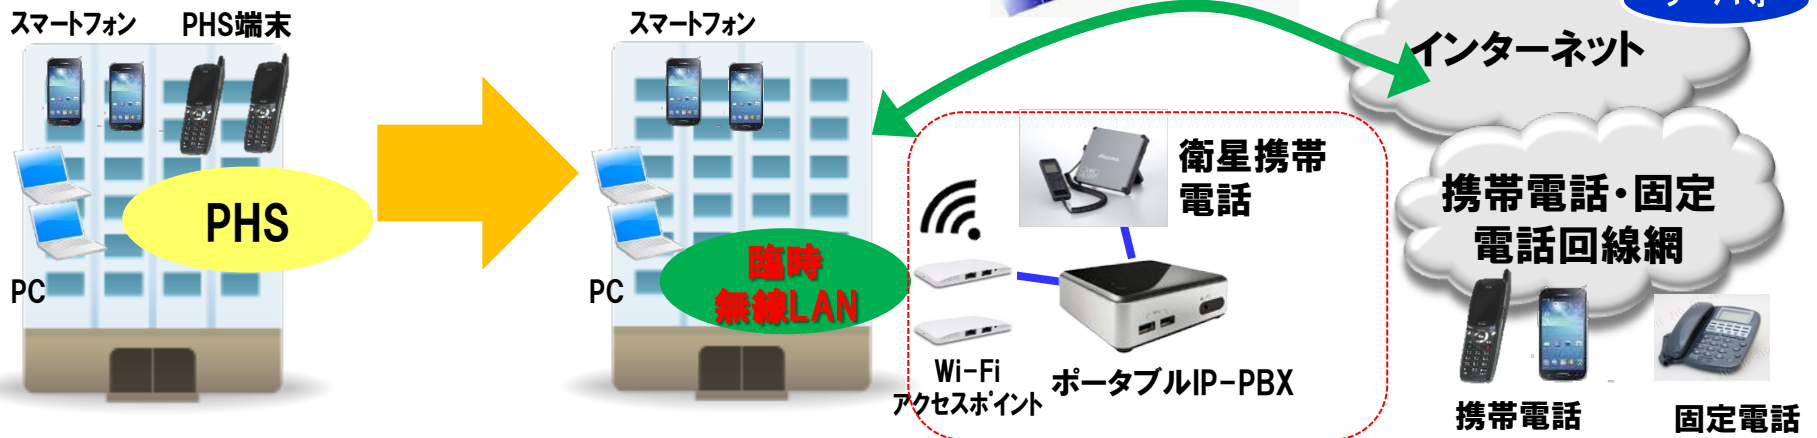 スマートフォン
PHS端末
PHS
PC
スマートフォン
PC
臨時
無線LAN
衛星携帯
電話
Wi-Fi
アクセスポイント
ポータブルIP-PBX
インターネット
携帯電話・固定
電話回線網
携帯電話
固定電話